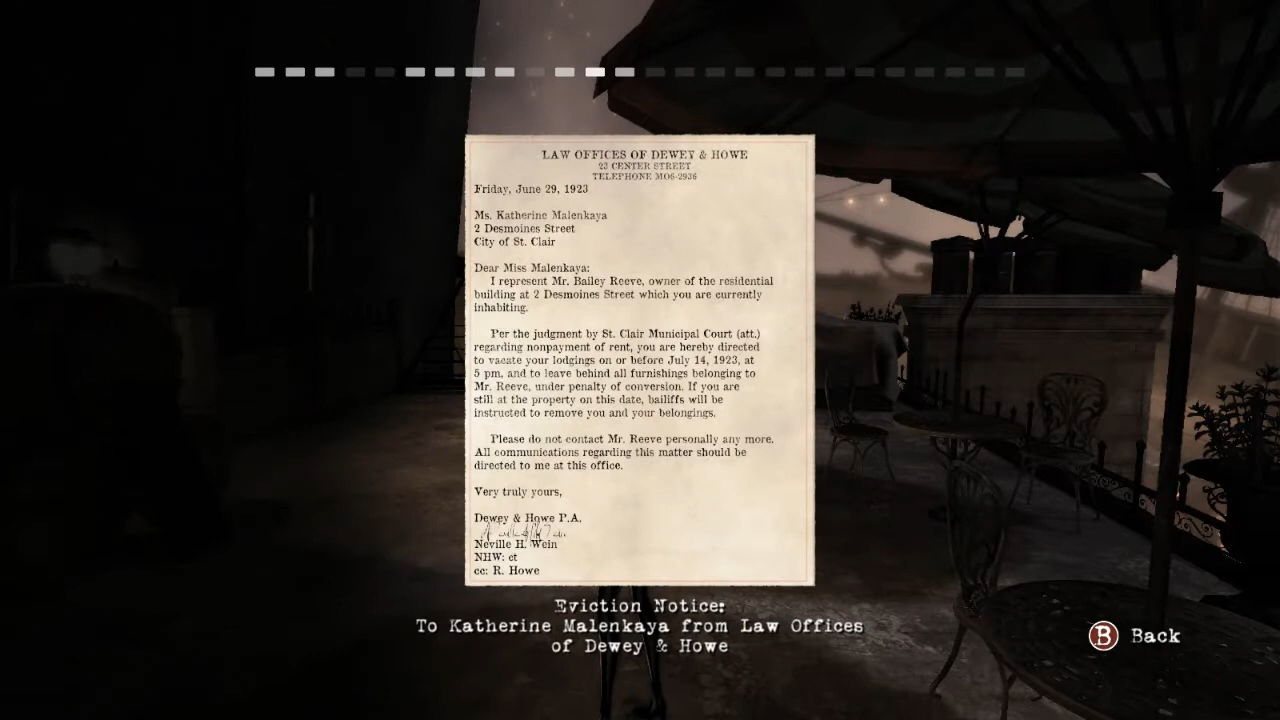 LAW OFFICES OF DEWEY & HOWE
23 CENTER STREET
TELEPHONE MO6-2936
Friday, June 29, 1923
Ms. Katherine Malenkaya
2 Desmoines Street
City of St. Clair
Dear Miss Malenkaya:
I represent Mr. Bailey Reeve, owner of the residential
building at 2 Desmoines Street which you are currently
inhabiting.
Per the judgment by St. Clair Municipal Court (att.)
regarding nonpayment of rent, you are hereby directed
to vacate your lodgings on or before July 14, 1923, at
5 pm, and to leave behind all furnishings belonging to
Mr. Reeve, under penalty of conversion. If you are
still at the property on this date, bailiffs will be
instructed to remove you and your belongings.
Please do not contact Mr. Reeve personally any more.
All communications regarding this matter should be
directed to me at this office.
Very truly yours,
Dewey & Howe P.A.
Neville H. Wein
NHW: ct
cc: R. Howe
Eviction Notice:
To Katherine Malenkaya from Law Offices
of Dewey & Howe
B Back